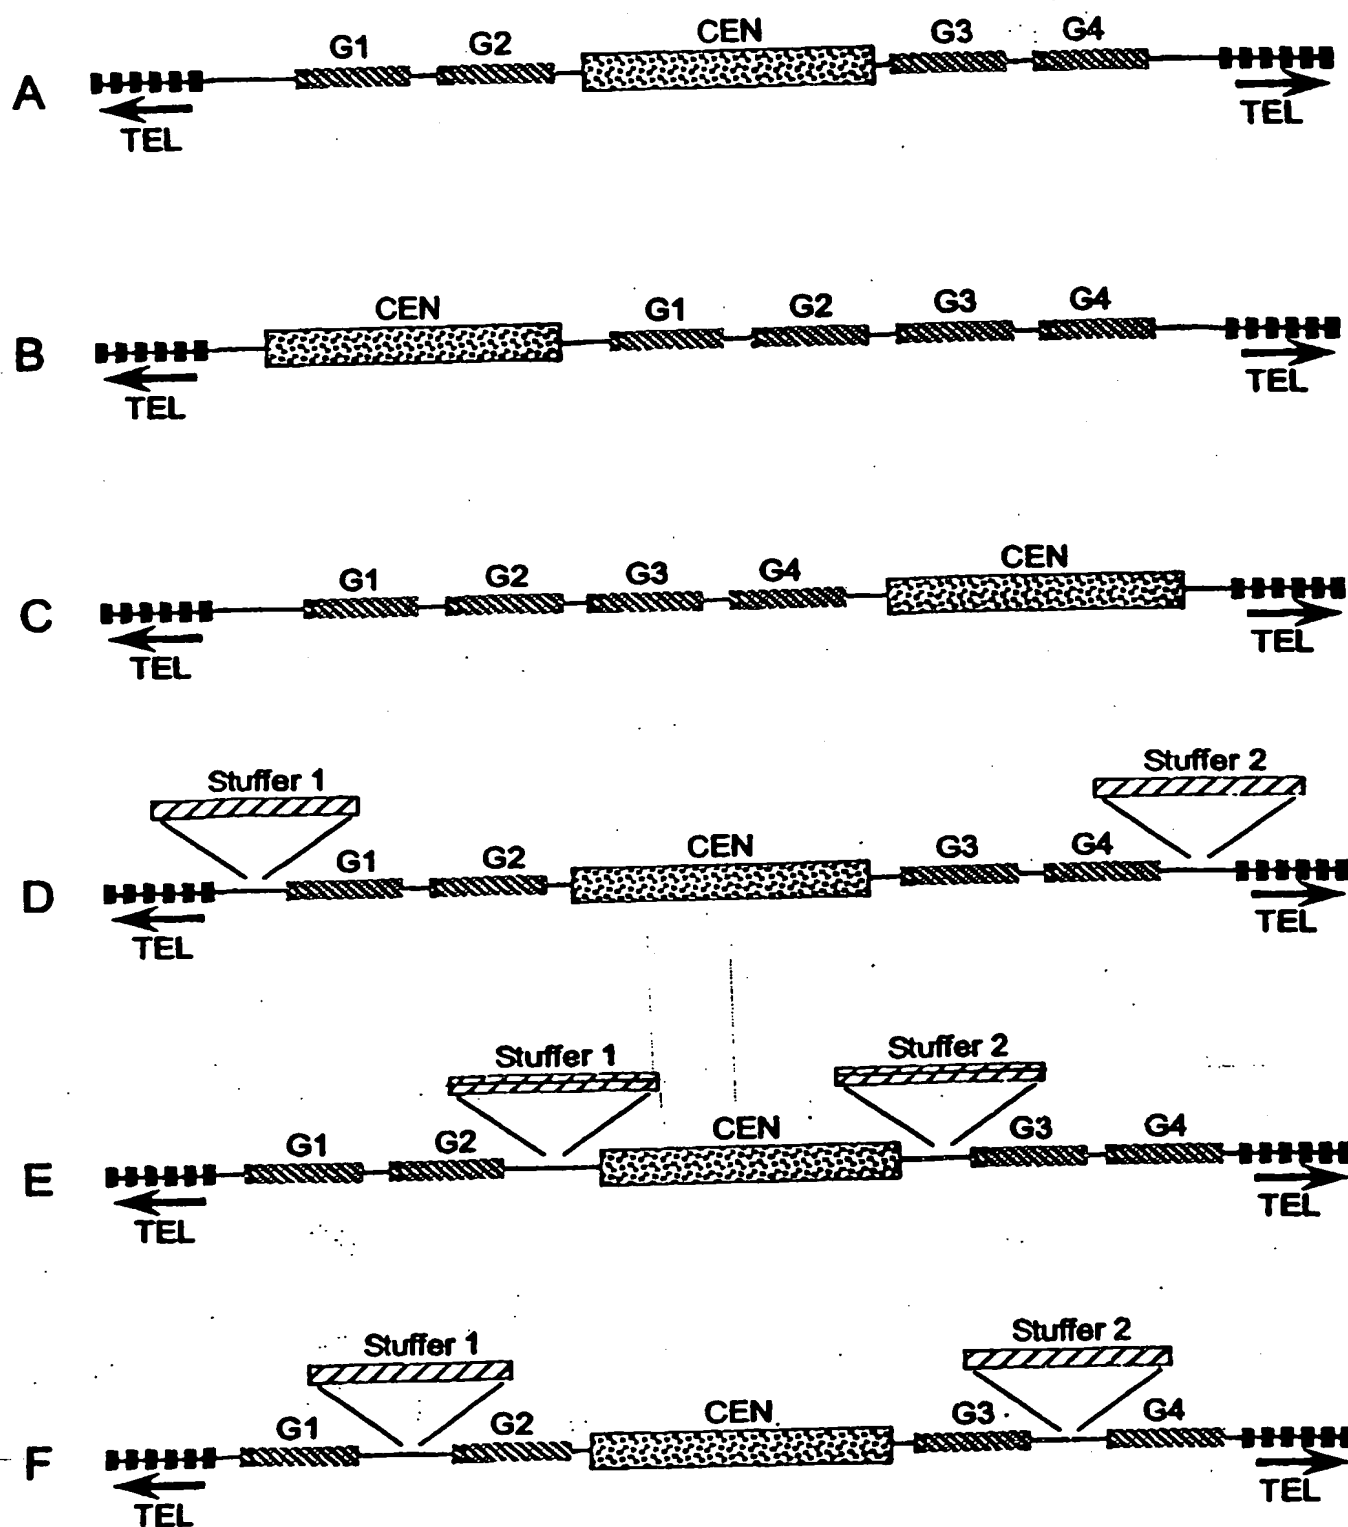 G1 G2 CEN G3 G4
A
TEL TEL
CEN G1 G2 G3 G4
B
TEL TEL
G1 G2 G3 G4 CEN
C
TEL TEL
Stuffer 1 Stuffer 2
G1 G2 CEN G3 G4
D
TEL TEL
Stuffer 1 Stuffer 2
G1 G2 CEN G3 G4
E
TEL TEL
Stuffer 1 Stuffer 2
G1 G2 CEN G3 G4
F
TEL TEL